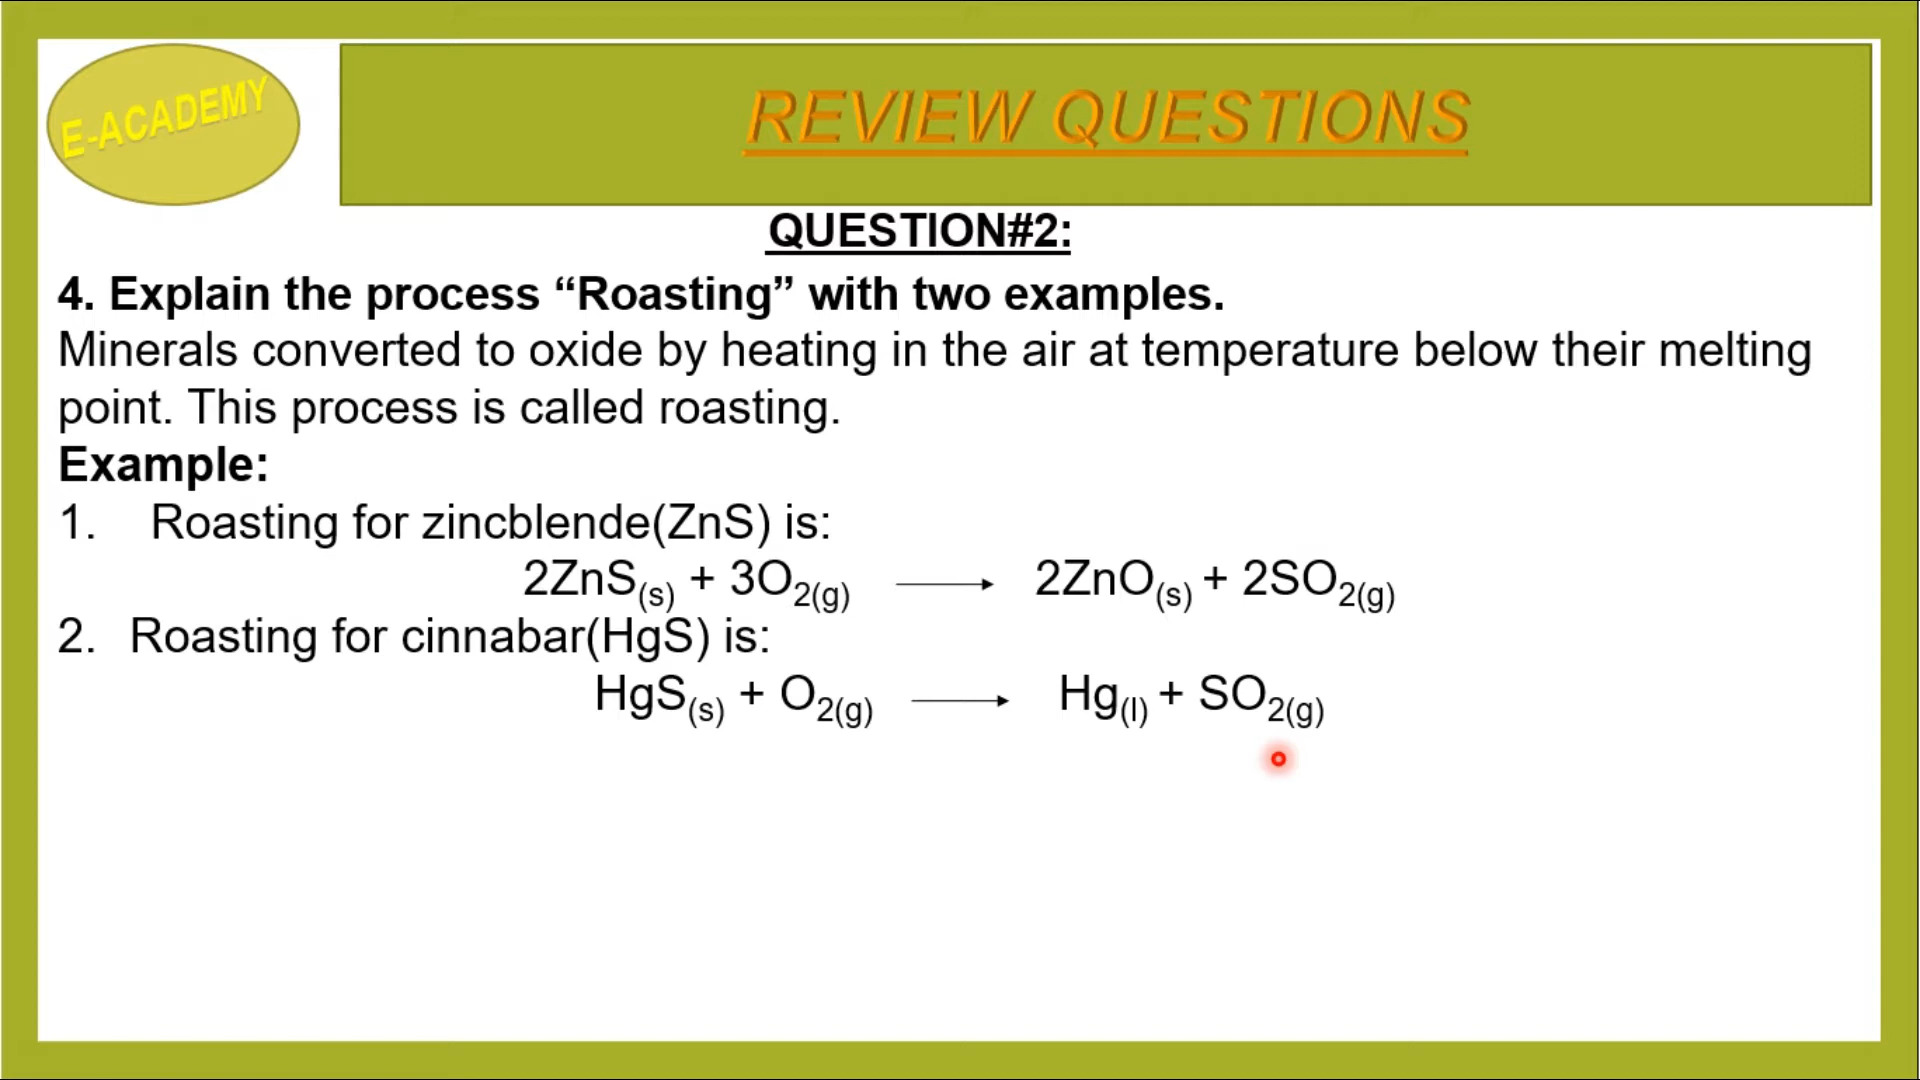 E-ACADEMY
REVIEW QUESTIONS
QUESTION#2:
4. Explain the process “Roasting” with two examples.
Minerals converted to oxide by heating in the air at temperature below their melting
point. This process is called roasting.
Example:
1. Roasting for zincblende(ZnS) is:
2ZnS(s) + 3O2(g) → 2ZnO(s) + 2SO2(g)
2. Roasting for cinnabar(HgS) is:
HgS(s) + O2(g) → Hg(l) + SO2(g)